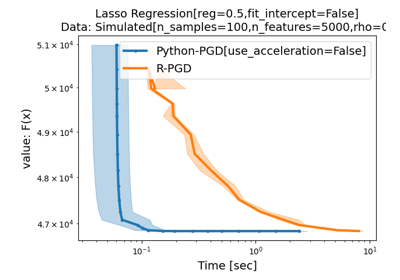 Lasso Regression[reg=0.5,fit_intercept=False]
Data: Simulated[n_samples=100,n_features=5000,rho=0
Python-PGD[use_acceleration=False]
R-PGD
value: F(x)
5.1 × 10⁴
5 × 10⁴
4.9 × 10⁴
4.8 × 10⁴
4.7 × 10⁴
10⁻¹ 10⁰ 10¹
Time [sec]